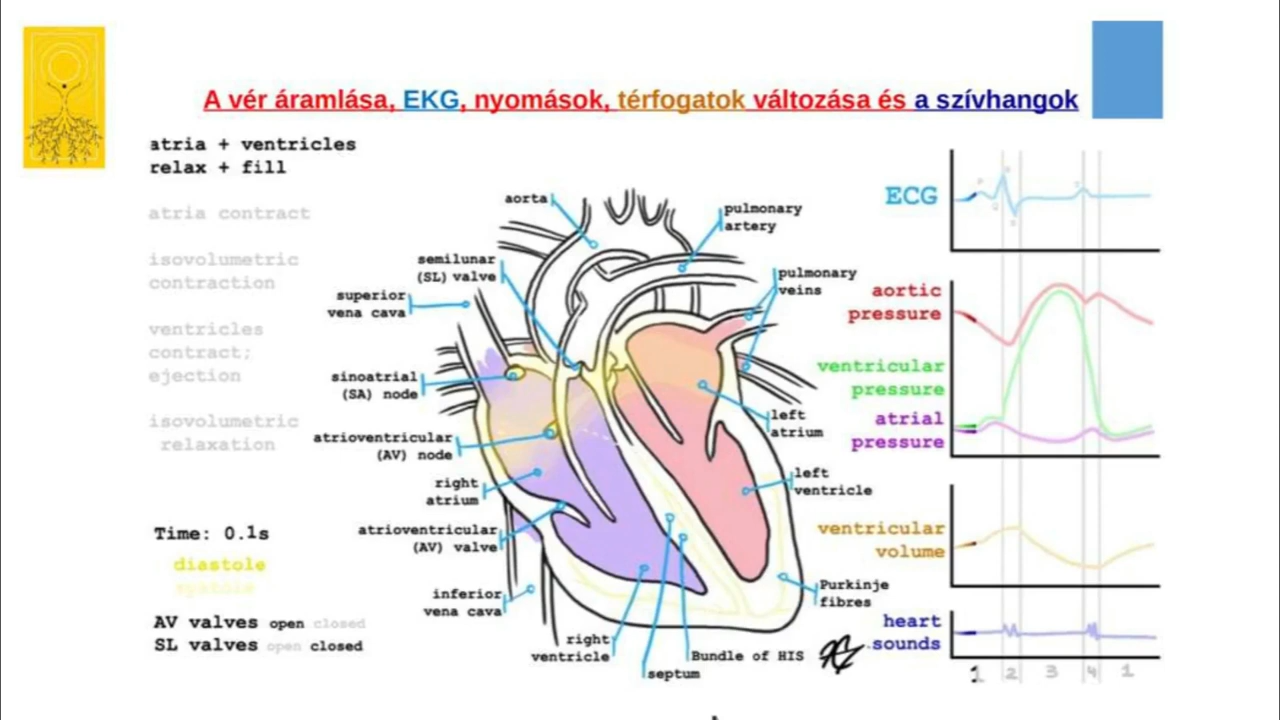 A vér áramlása, EKG, nyomások, térfogatok változása és a szívhangok
atria + ventricles
relax + fill
atria contract
isovolumetric
contraction
ventricles
contract;
ejection
isovolumetric
relaxation
Time: 0.1s
diastole
systole
AV valves open closed
SL valves open closed
aorta
semilunar
(SL) valve
superior
vena cava
sinoatrial
(SA) node
atrioventricular
(AV) node
right
atrium
atrioventricular
(AV) valve
inferior
vena cava
right
ventricle
septum
Bundle of HIS
pulmonary
artery
pulmonary
veins
left
atrium
left
ventricle
Purkinje
fibres
ECG
P
Q
S
T
aortic
pressure
ventricular
pressure
atrial
pressure
ventricular
volume
heart
sounds
1 2 3 4 1